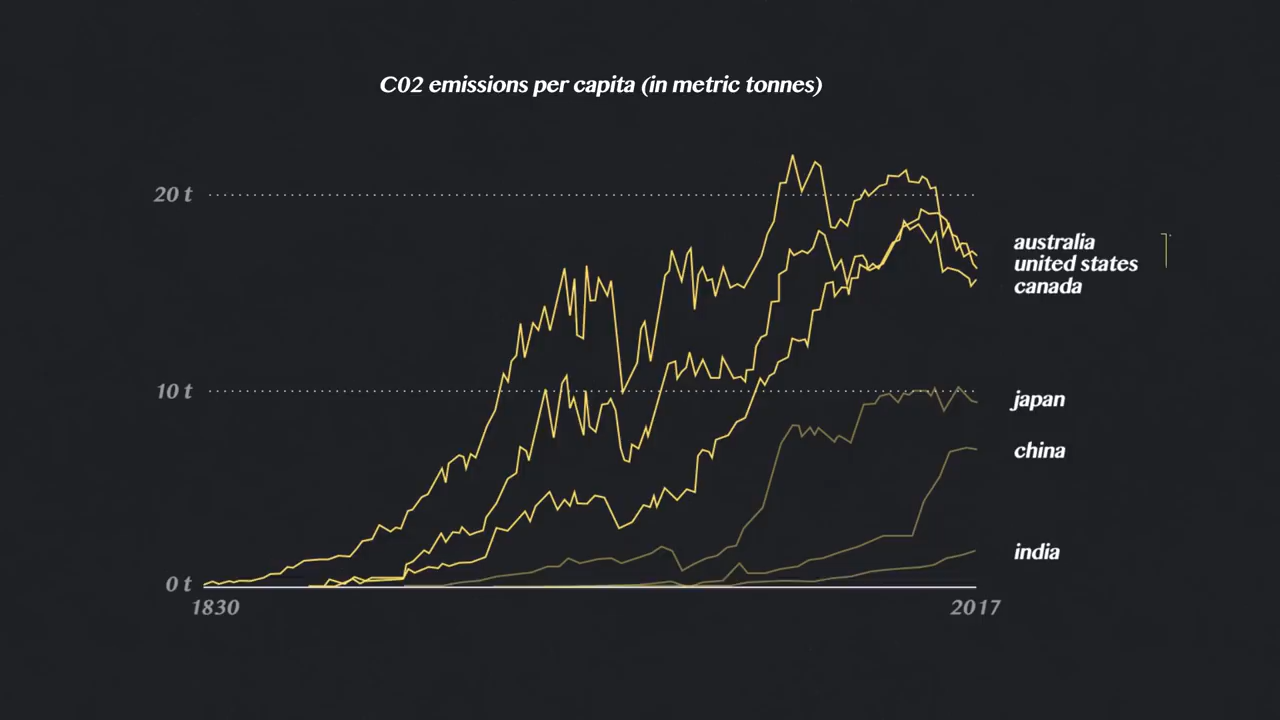 C02 emissions per capita (in metric tonnes)
20 t
australia
united states
canada
10 t
japan
china
india
0 t
1830
2017